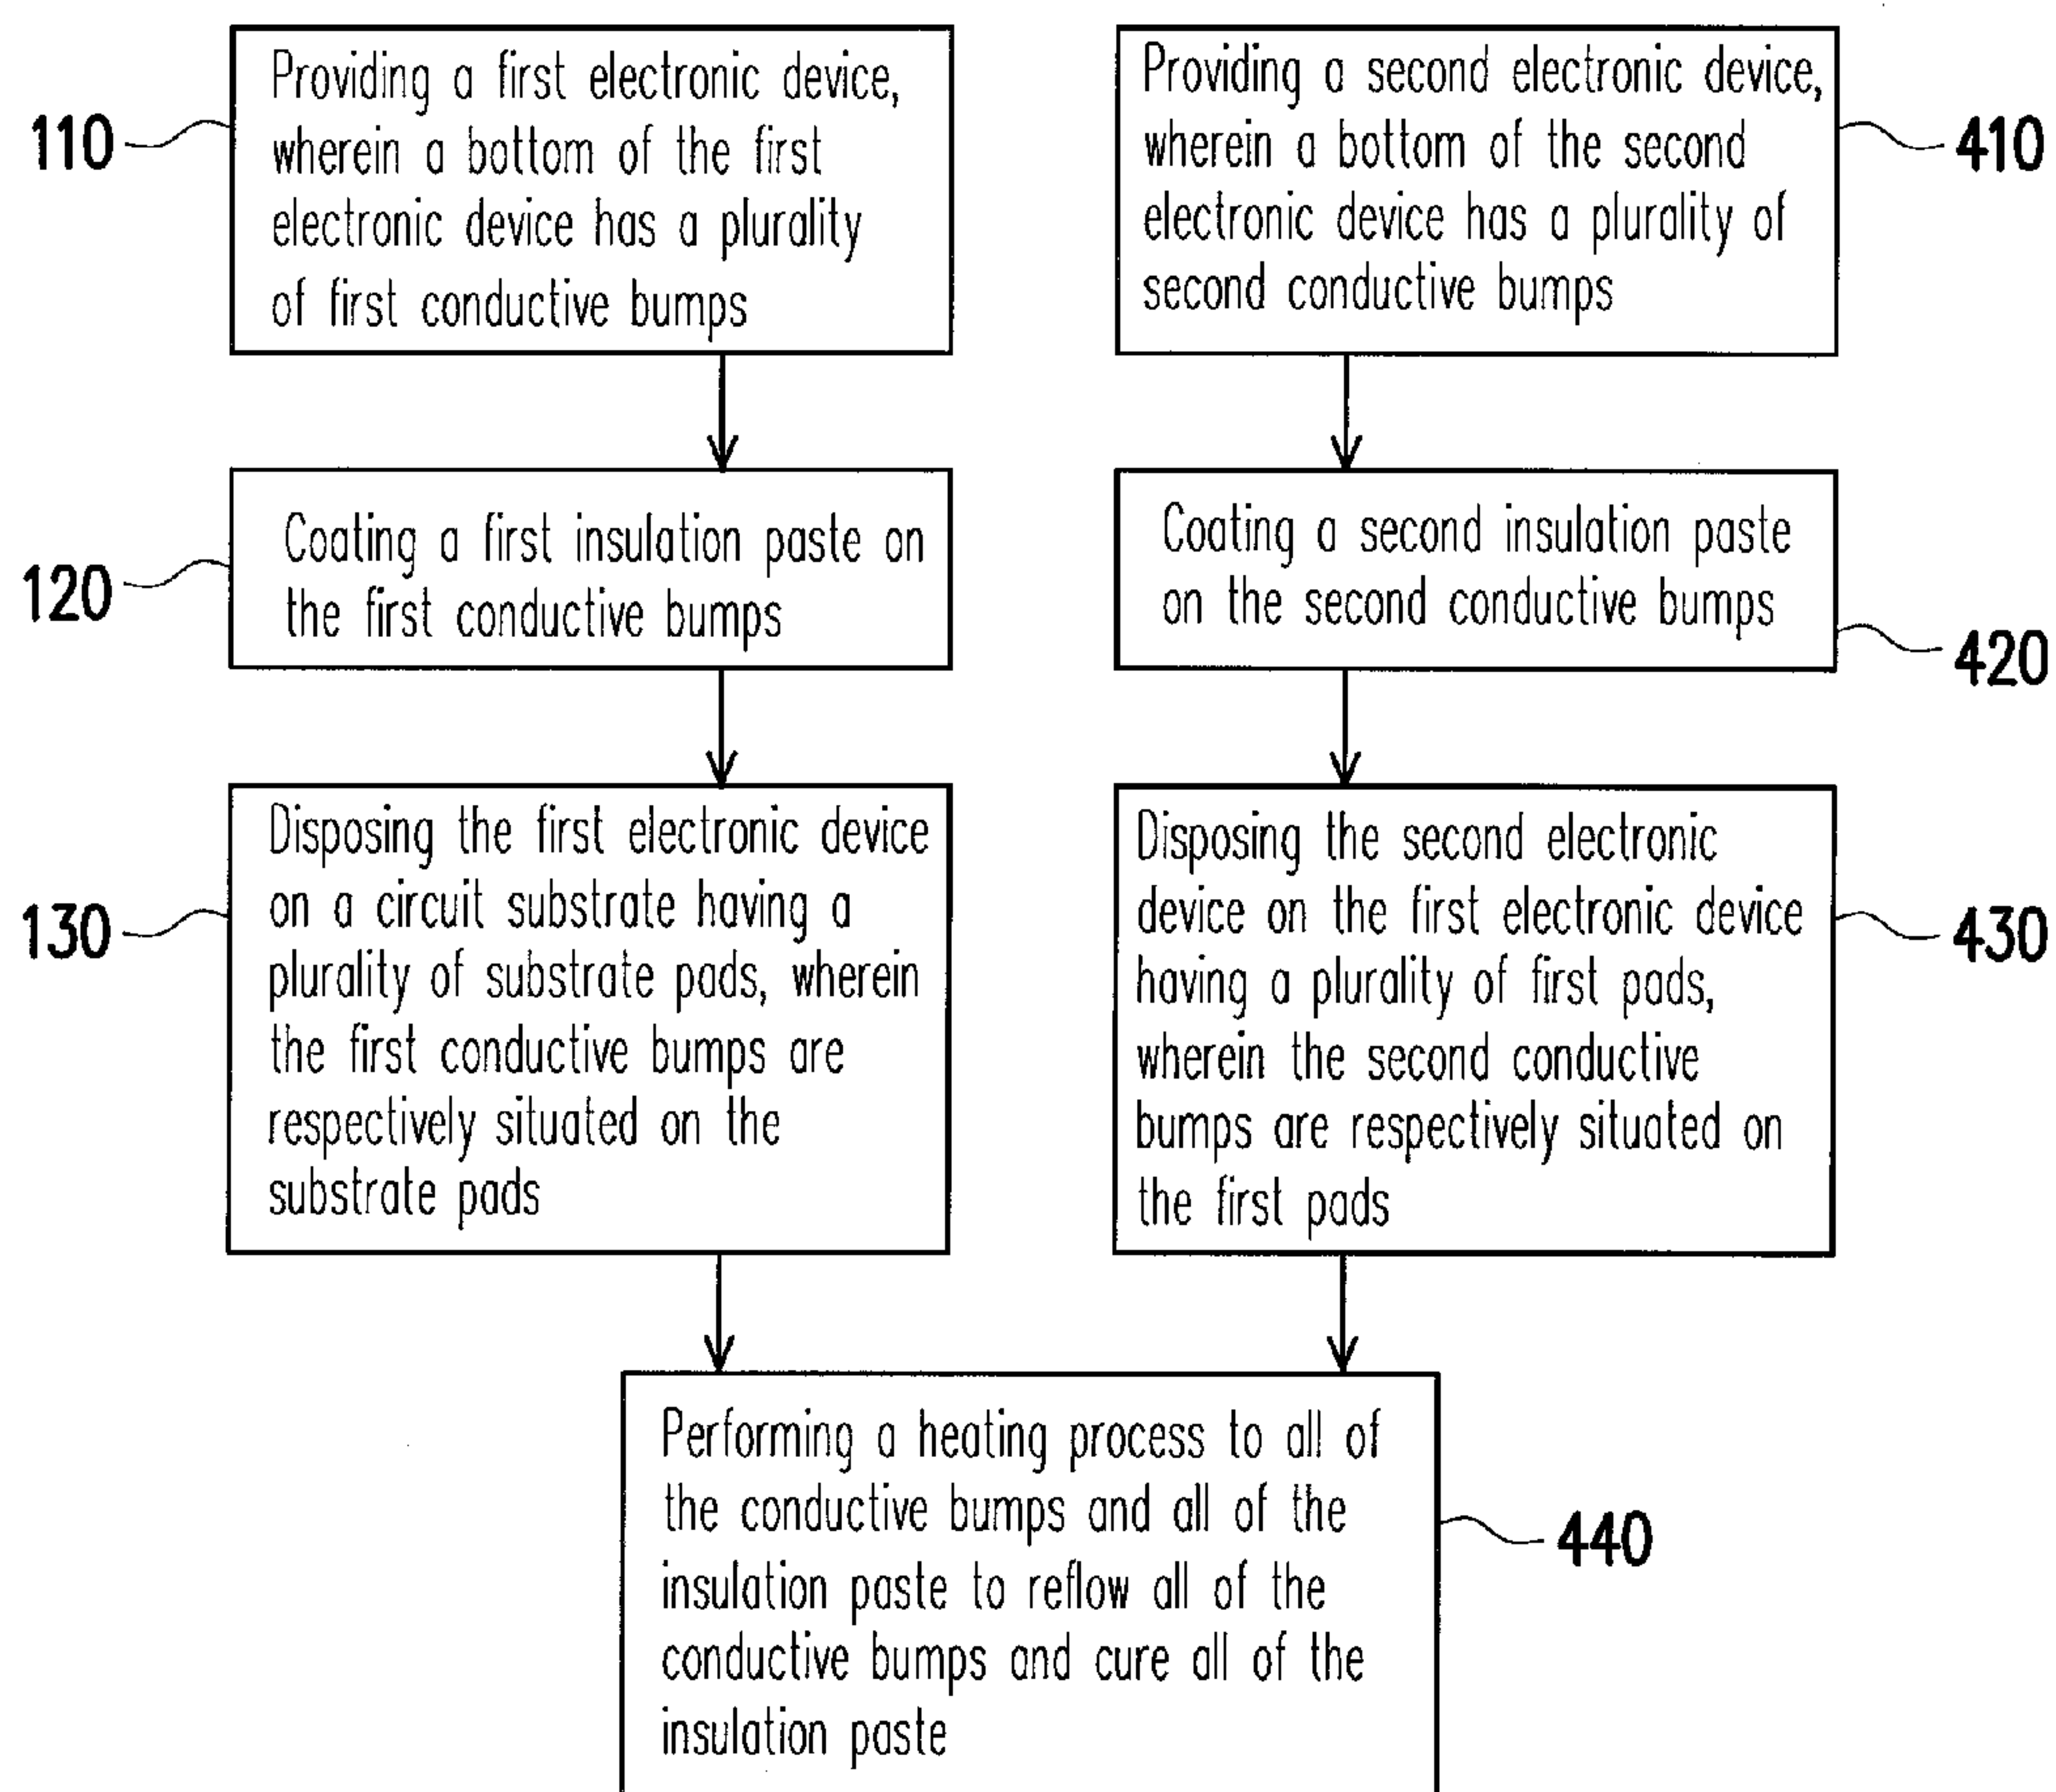 110
Providing a first electronic device,
wherein a bottom of the first
electronic device has a plurality
of first conductive bumps
120
Coating a first insulation paste on
the first conductive bumps
130
Disposing the first electronic device
on a circuit substrate having a
plurality of substrate pads, wherein
the first conductive bumps are
respectively situated on the
substrate pads
Providing a second electronic device,
wherein a bottom of the second
electronic device has a plurality of
second conductive bumps
410
Coating a second insulation paste
on the second conductive bumps
420
Disposing the second electronic
device on the first electronic device
having a plurality of first pads,
wherein the second conductive
bumps are respectively situated on
the first pads
430
Performing a heating process to all of
the conductive bumps and all of the
insulation paste to reflow all of the
conductive bumps and cure all of the
insulation paste
440